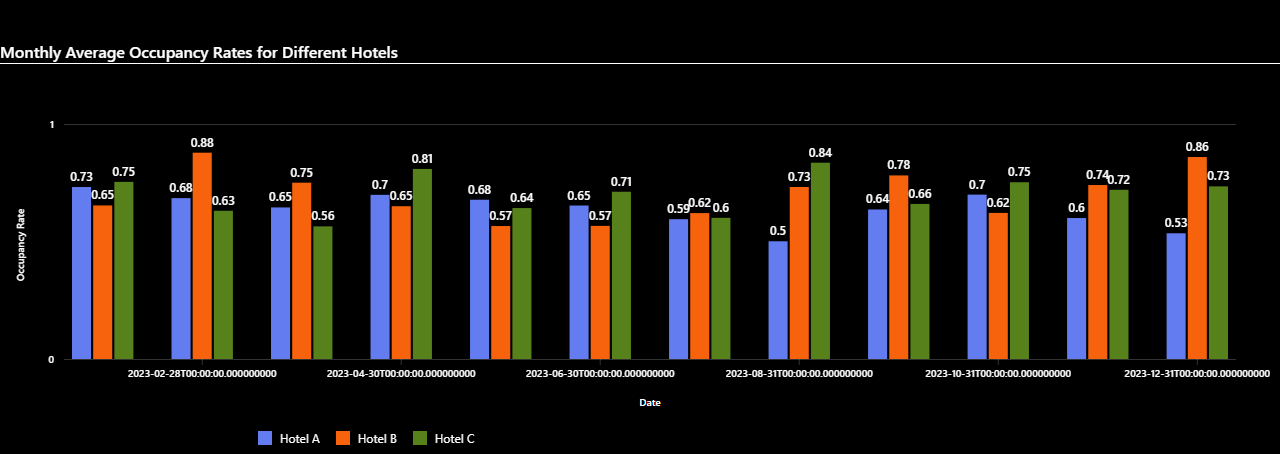 Monthly Average Occupancy Rates for Different Hotels
1
0.73 0.65 0.75 0.68 0.88 0.63 0.65 0.75 0.56 0.7 0.65 0.81 0.68 0.57 0.64 0.65 0.57 0.71 0.59 0.62 0.6 0.5 0.73 0.84 0.64 0.78 0.66 0.7 0.62 0.75 0.6 0.74 0.72 0.53 0.86 0.73
Occupancy Rate
0
2023-02-28T00:00:00.000000000 2023-04-30T00:00:00.000000000 2023-06-30T00:00:00.000000000 2023-08-31T00:00:00.000000000 2023-10-31T00:00:00.000000000 2023-12-31T00:00:00.000000000
Date
Hotel A Hotel B Hotel C